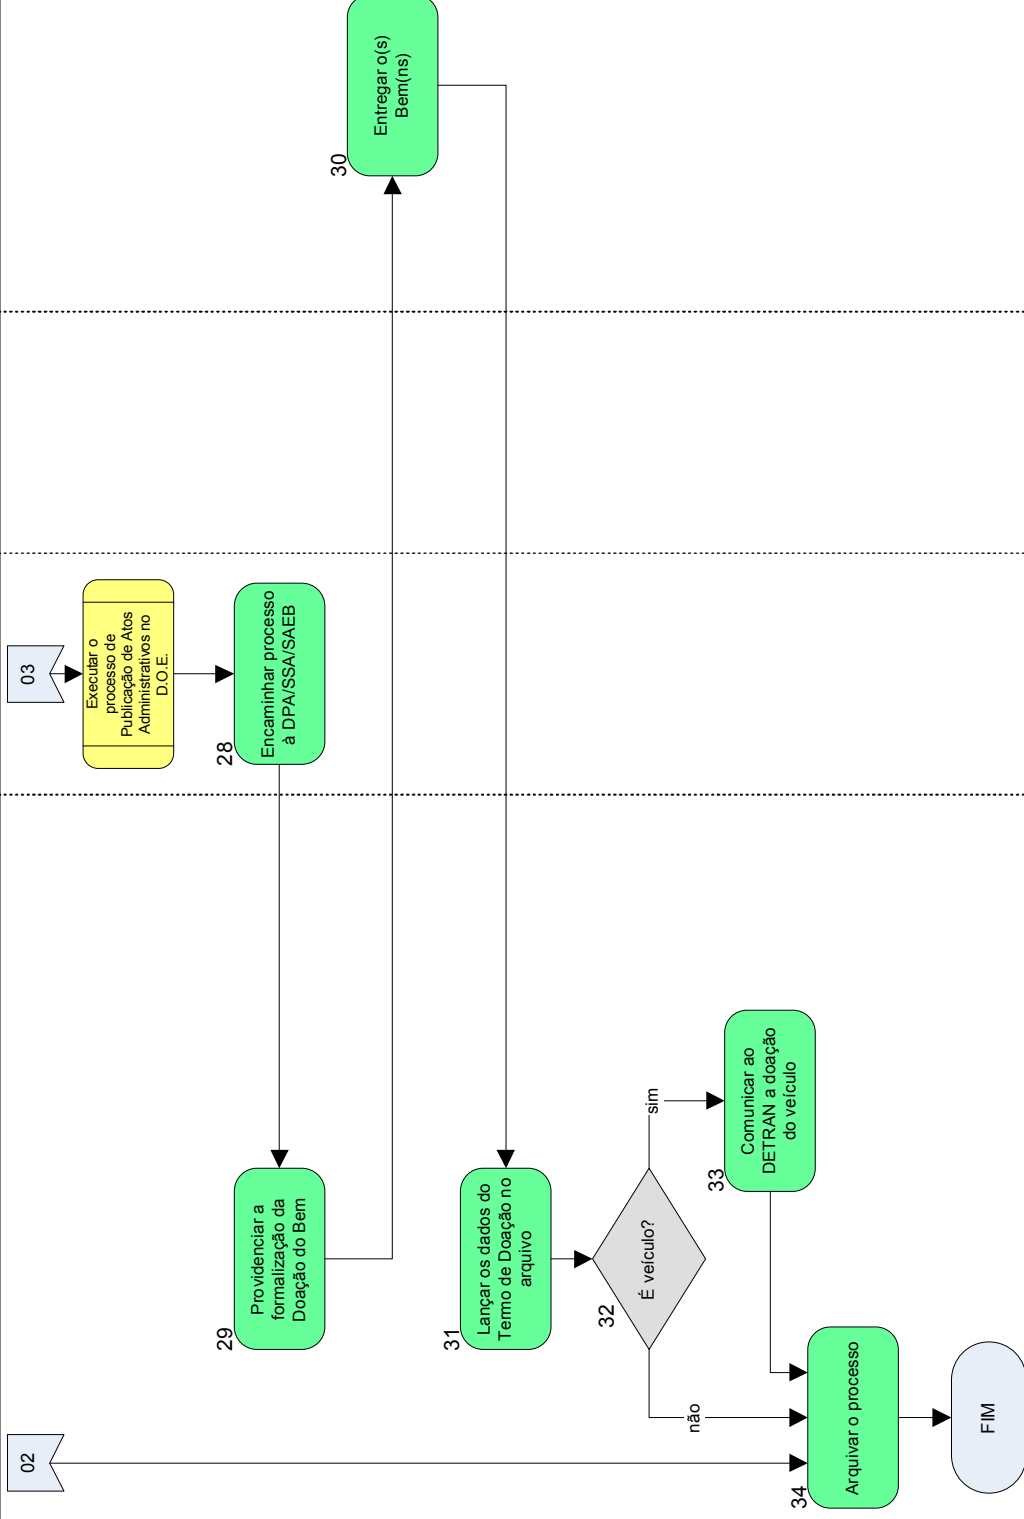 02
03
Executar o
processo de
Publicação de Atos
Administrativos no
D.O.E.
28
Encaminhar processo
à DPA/SSA/SAEB
29
Providenciar a
formalização da
Doação do Bem
30
Entregar o(s)
Bem(ns)
31
Lançar os dados do
Termo de Doação no
arquivo
32
É veículo?
sim
não
33
Comunicar ao
DETRAN a doação
do veículo
34
Arquivar o processo
FIM